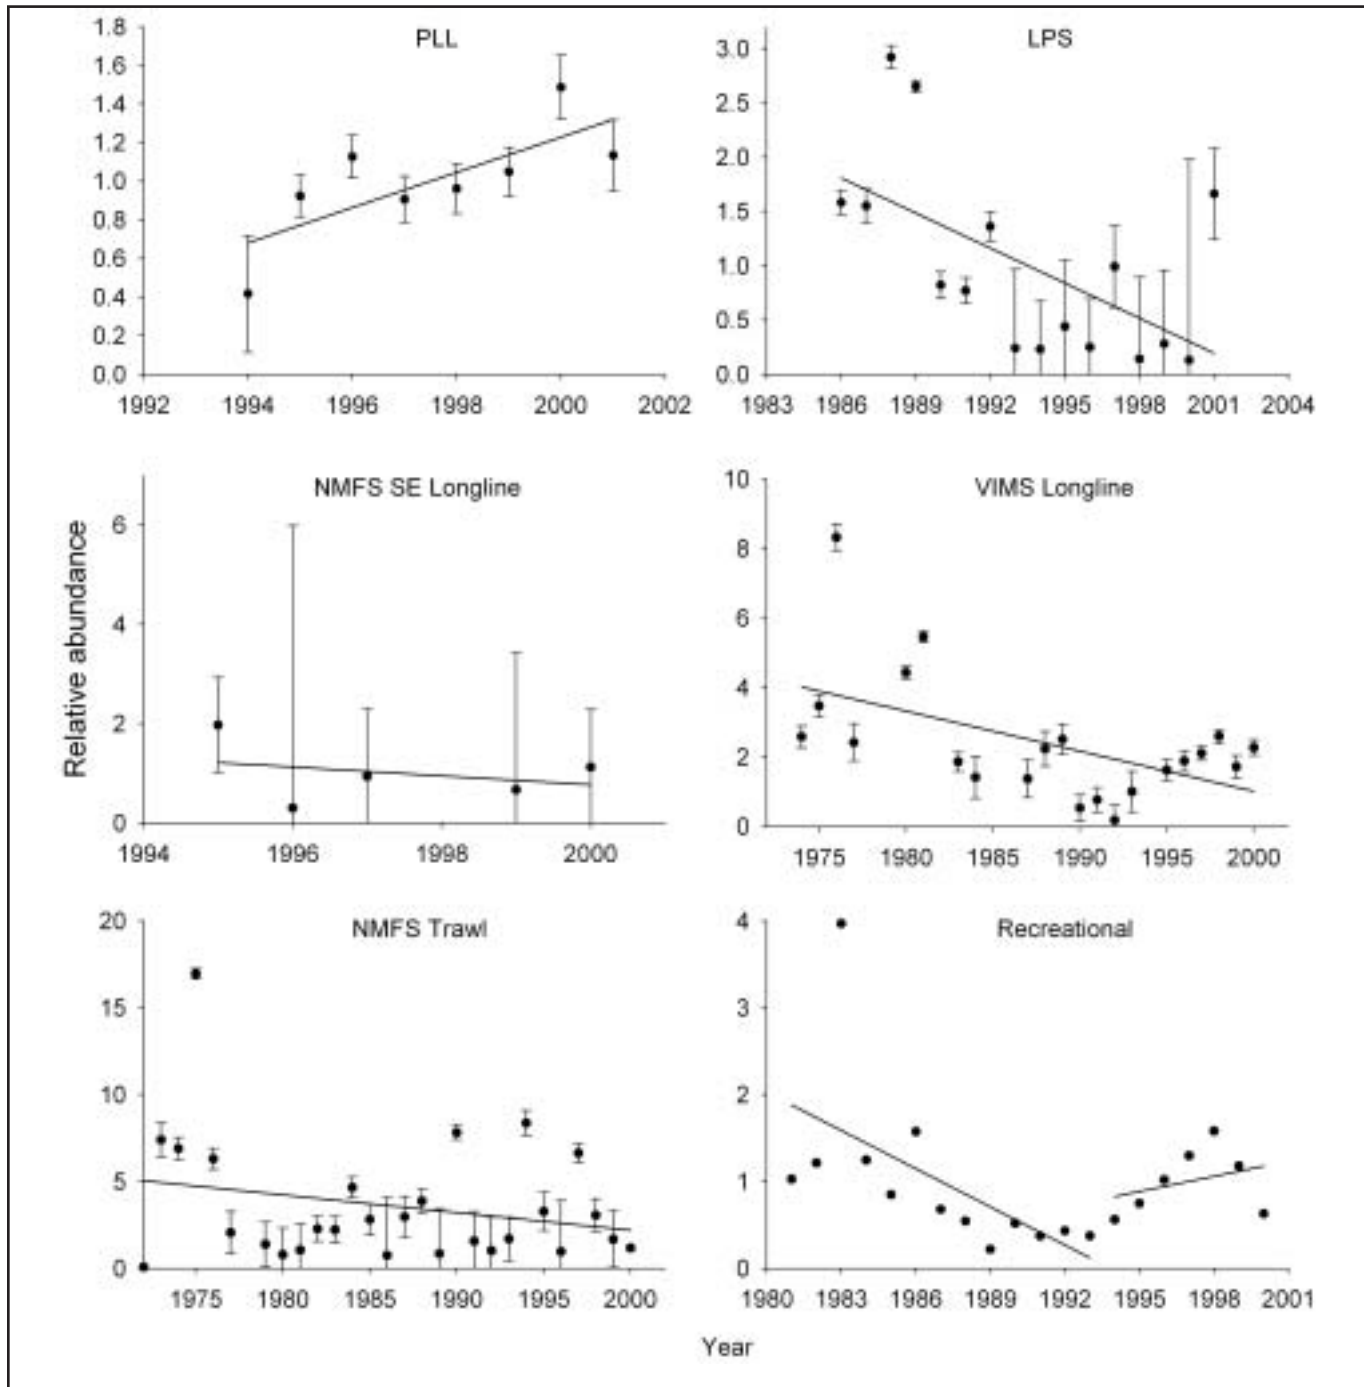 PLL
1.8
1.6
1.4
1.2
1.0
0.8
0.6
0.4
0.2
0.0
1992 1994 1996 1998 2000 2002
LPS
3.0
2.5
2.0
1.5
1.0
0.5
0.0
1983 1986 1989 1992 1995 1998 2001 2004
Relative abundance
NMFS SE Longline
6
4
2
0
1994 1996 1998 2000
VIMS Longline
10
8
6
4
2
0
1975 1980 1985 1990 1995 2000
NMFS Trawl
20
15
10
5
0
1975 1980 1985 1990 1995 2000
Recreational
4
3
2
1
0
1980 1983 1986 1989 1992 1995 1998 2001
Year